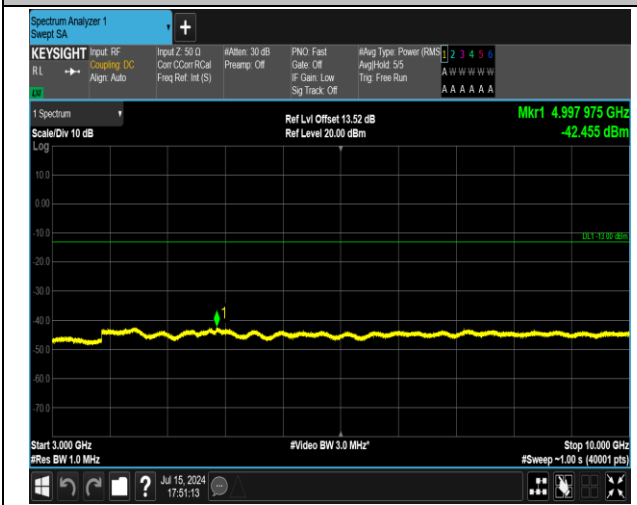 Spectrum Analyzer 1
Swept SA
+
KEYSIGHT
Input: RF
Coupling: DC
Align: Auto
Input Z: 50 Ω
Corr CCorr RCal
Freq Ref: Int (S)
#Atten: 30 dB
Preamp: Off
PNO: Fast
Gate: Off
IF Gain: Low
Sig Track: Off
#Avg Type: Power (RMS
Avg|Hold: 5/5
Trig: Free Run
1 2 3 4 5 6
A W W W W W
A A A A A A
RL
LXI
1 Spectrum
Scale/Div 10 dB
Ref Lvl Offset 13.52 dB
Ref Level 20.00 dBm
Mkr1 4.997 975 GHz
-42.455 dBm
Log
10.0
0.00
-10.0
DL1 -13.00 dBm
-20.0
-30.0
1
-40.0
-50.0
-60.0
-70.0
Start 3.000 GHz
#Video BW 3.0 MHz*
Stop 10.000 GHz
#Res BW 1.0 MHz
#Sweep ~1.00 s (40001 pts)
?
Jul 15, 2024
17:51:13